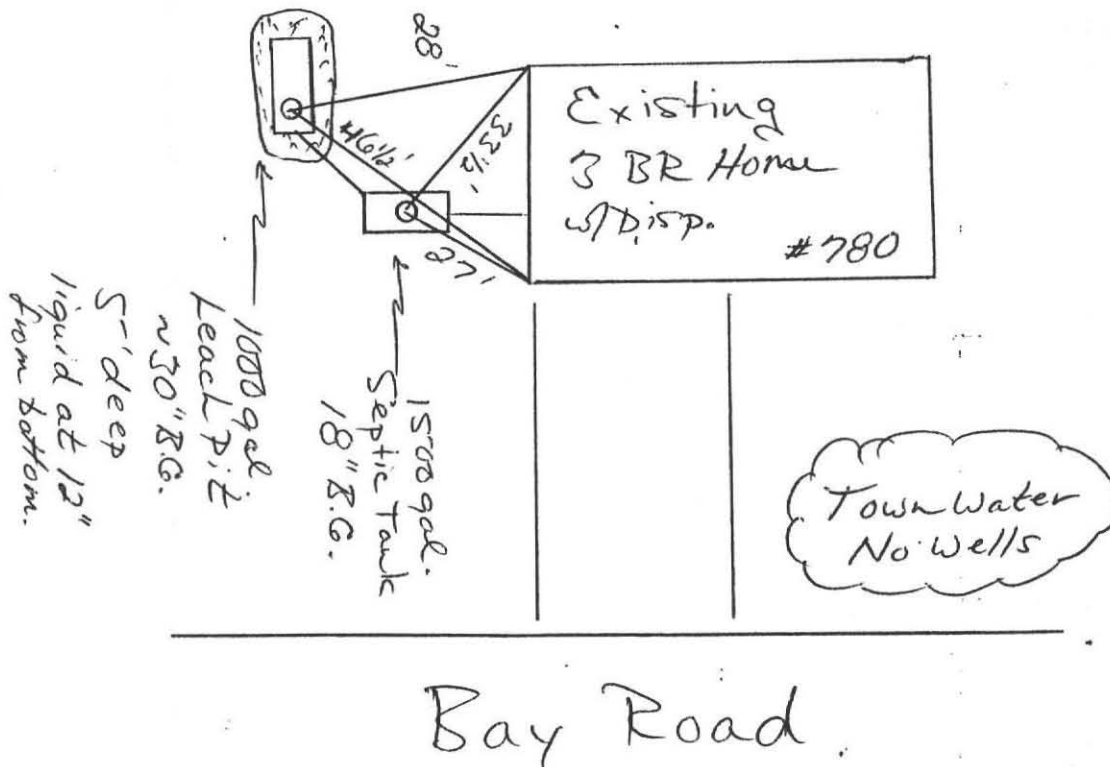 28'
46½'
33½'
27'
Existing
3 BR Home
w/Disp.
#780
1000 gal.
Leach Pit
~30" B.G.
5' deep
liquid at 12"
from bottom.
1500 gal.
Septic Tank
18" B.G.
Town Water
No Wells
Bay Road